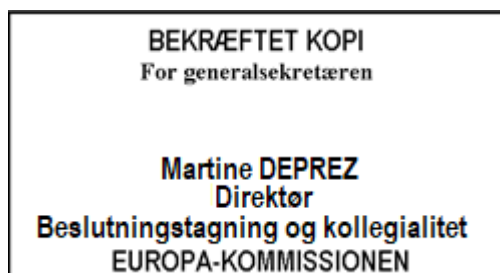 BEKRÆFTET KOPI
For generalsekretæren
Martine DEPREZ
Direktør
Beslutningstagning og kollegialitet
EUROPA-KOMMISSIONEN